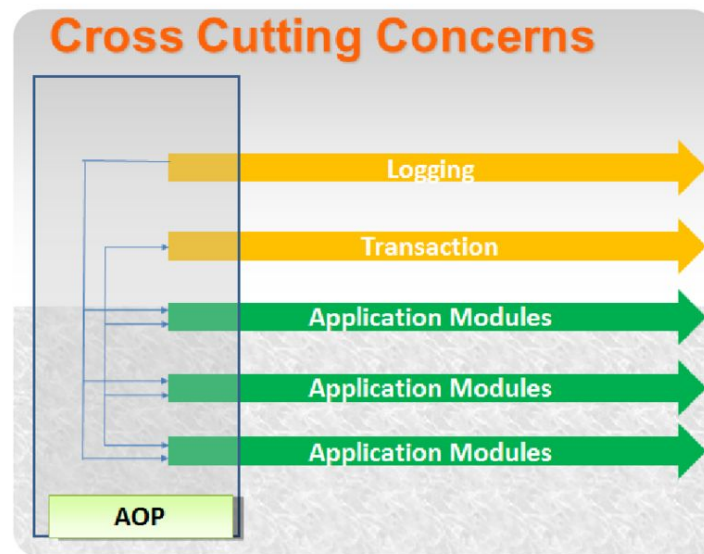 Cross Cutting Concerns
Logging
Transaction
Application Modules
Application Modules
Application Modules
AOP